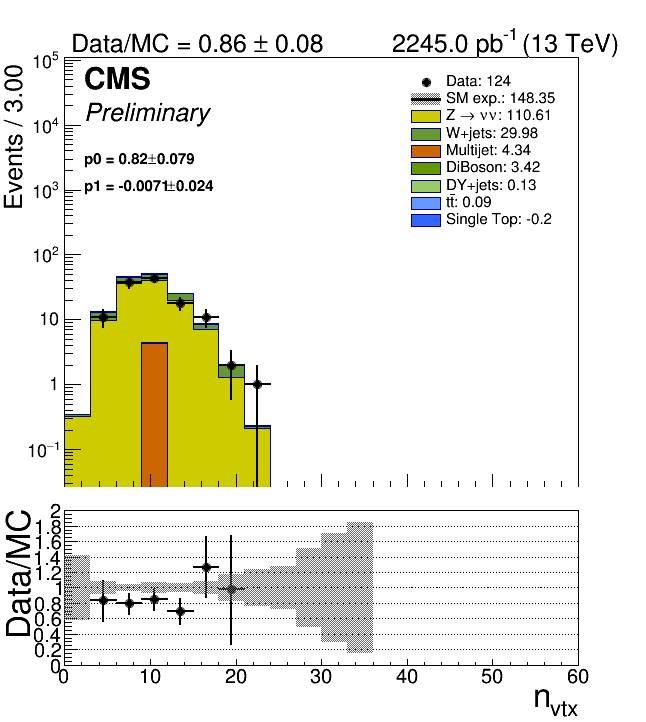 Data/MC = 0.86 ± 0.08 2245.0 pb⁻¹ (13 TeV)
CMS
Preliminary
p0 = 0.82±0.079
p1 = -0.0071±0.024
Data: 124
SM exp.: 148.35
Z → νν: 110.61
W+jets: 29.98
Multijet: 4.34
DiBoson: 3.42
DY+jets: 0.13
tt̄: 0.09
Single Top: -0.2
Events / 3.00
10⁵
10⁴
10³
10²
10
1
10⁻¹
Data/MC
2
1.8
1.6
1.4
1.2
1
0.8
0.6
0.4
0.2
0
0 10 20 30 40 50 60
n_vtx